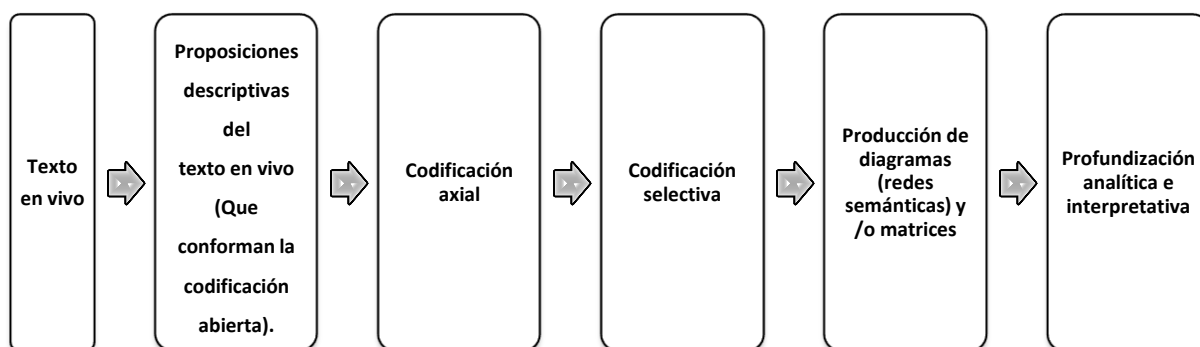 Texto
en vivo
Proposiciones
descriptivas
del
texto en vivo
(Que
conforman la
codificación
abierta).
Codificación
axial
Codificación
selectiva
Producción de
diagramas
(redes
semánticas) y
/o matrices
Profundización
analítica e
interpretativa